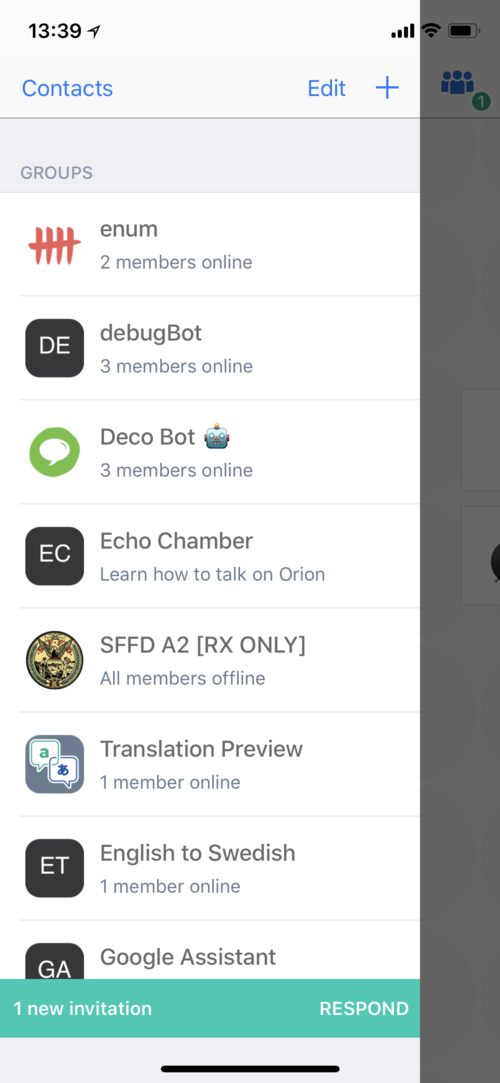 13:39
Contacts Edit +
1
GROUPS
enum
2 members online
DE
debugBot
3 members online
Deco Bot 🤖
3 members online
EC
Echo Chamber
Learn how to talk on Orion
SFFD A2 [RX ONLY]
All members offline
a
あ
Translation Preview
1 member online
ET
English to Swedish
1 member online
GA
Google Assistant
1 new invitation RESPOND